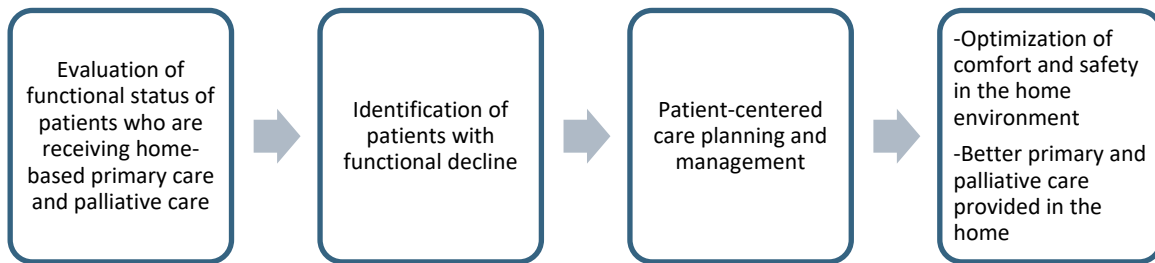 Evaluation of
functional status of
patients who are
receiving home-
based primary care
and palliative care
Identification of
patients with
functional decline
Patient-centered
care planning and
management
-Optimization of
comfort and safety
in the home
environment
-Better primary and
palliative care
provided in the
home